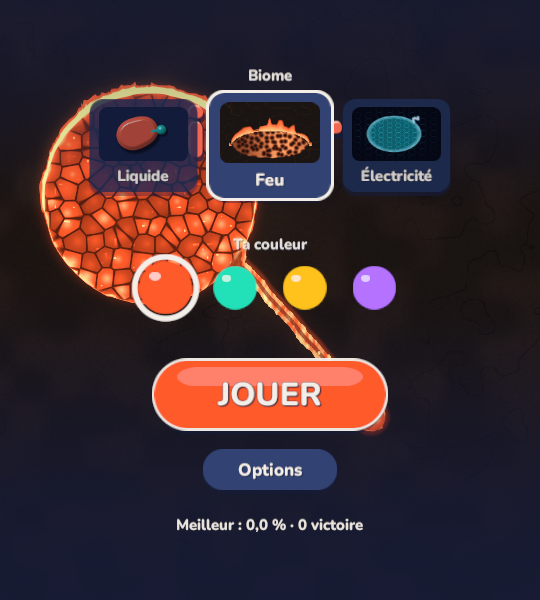 Biome
Liquide
Feu
Électricité
Ta couleur
JOUER
Options
Meilleur : 0,0 % · 0 victoire